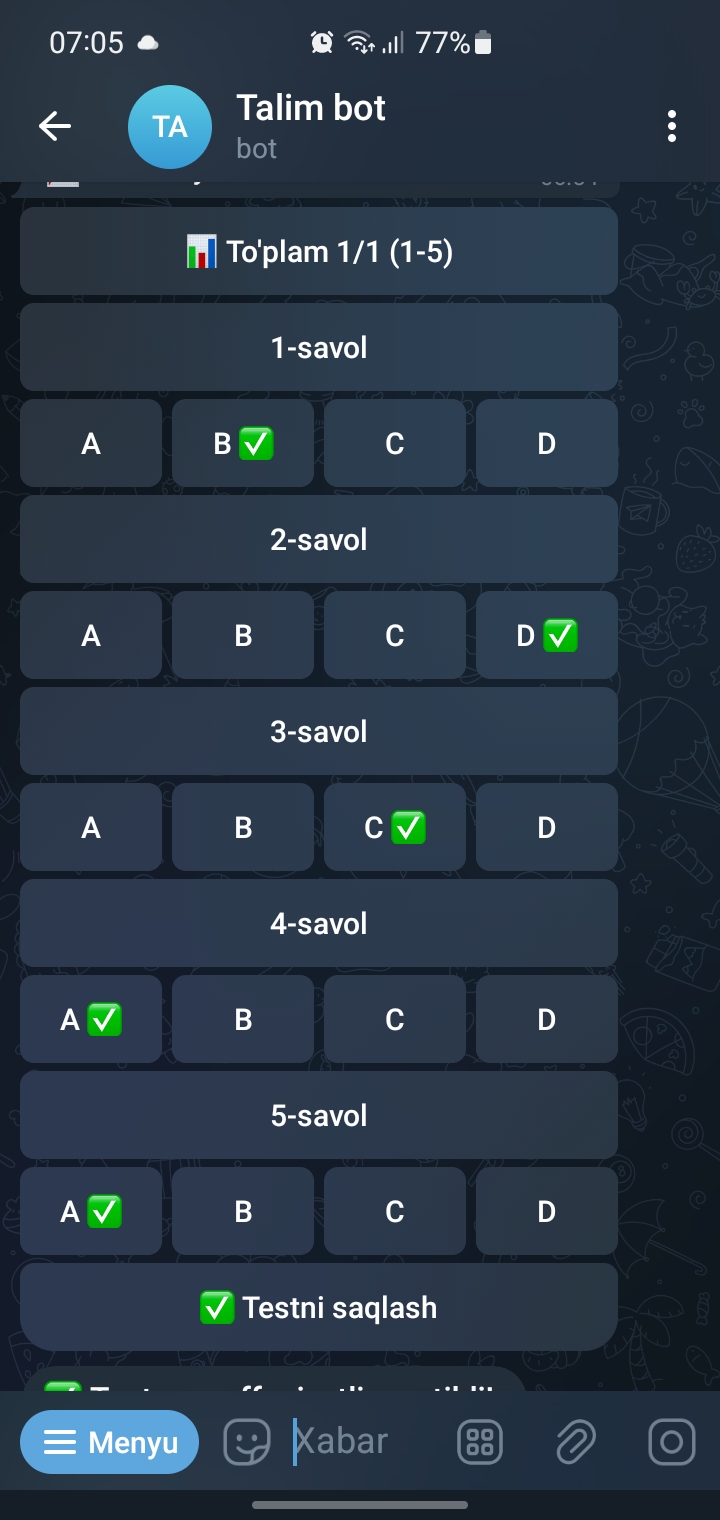 07:05
77%
TA
Talim bot
bot
📊 To'plam 1/1 (1-5)
1-savol
A B ✅ C D
2-savol
A B C D ✅
3-savol
A B C ✅ D
4-savol
A ✅ B C D
5-savol
A ✅ B C D
✅ Testni saqlash
Menyu
Xabar